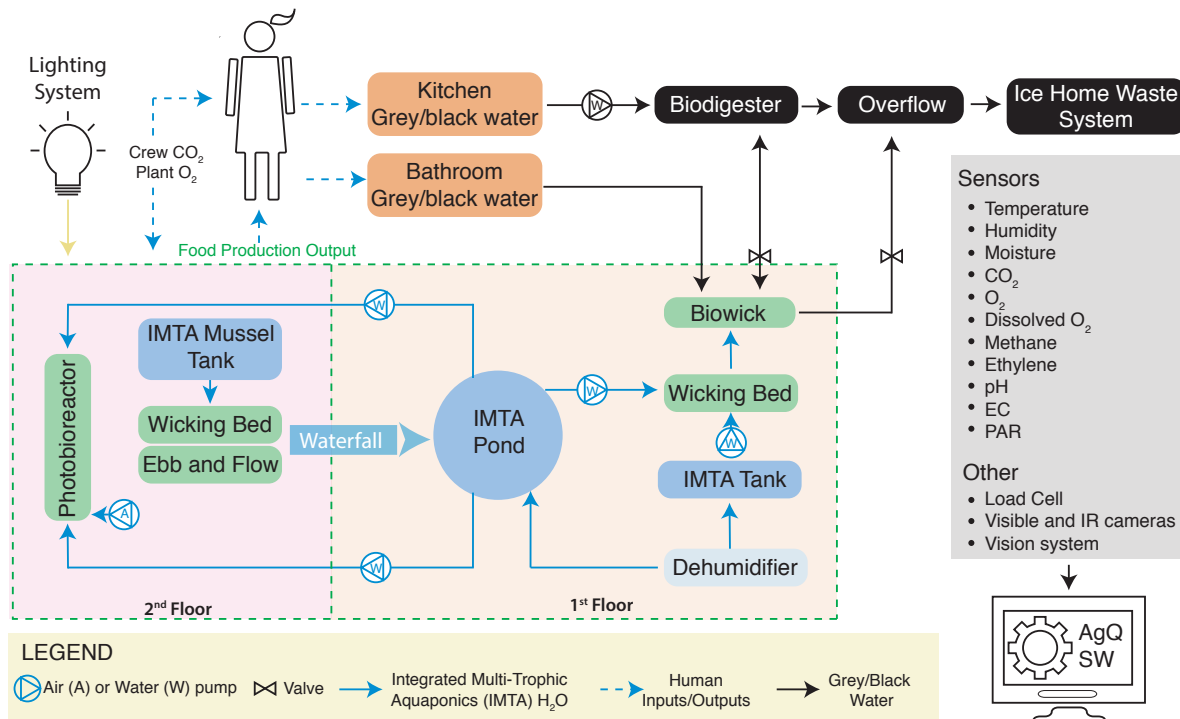 Lighting
System
Crew CO₂
Plant O₂
Kitchen
Grey/black water
W
Biodigester
Overflow
Ice Home Waste
System
Bathroom
Grey/black water
Food Production Output
Sensors
• Temperature
• Humidity
• Moisture
• CO₂
• O₂
• Dissolved O₂
• Methane
• Ethylene
• pH
• EC
• PAR
Other
• Load Cell
• Visible and IR cameras
• Vision system
AgQ
SW
W
IMTA Mussel
Tank
Photobioreactor
Wicking Bed
Ebb and Flow
Waterfall
A
W
2nd Floor
IMTA
Pond
W
Biowick
Wicking Bed
W
IMTA Tank
Dehumidifier
1st Floor
LEGEND
Air (A) or Water (W) pump
Valve
Integrated Multi-Trophic
Aquaponics (IMTA) H₂O
Human
Inputs/Outputs
Grey/Black
Water